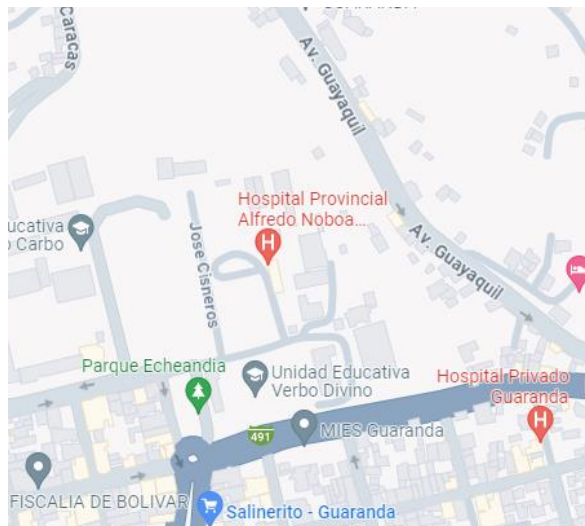 Caracas
Av. Guayaquil
Hospital Provincial
Alfredo Noboa...
ucativa
o Carbo
Jose Cisneros
Av. Guayaquil
Parque Echeandia
Unidad Educativa
Verbo Divino
Hospital Privado
Guaranda
491
MIES Guaranda
FISCALIA DE BOLIVAR
Salinerito - Guaranda